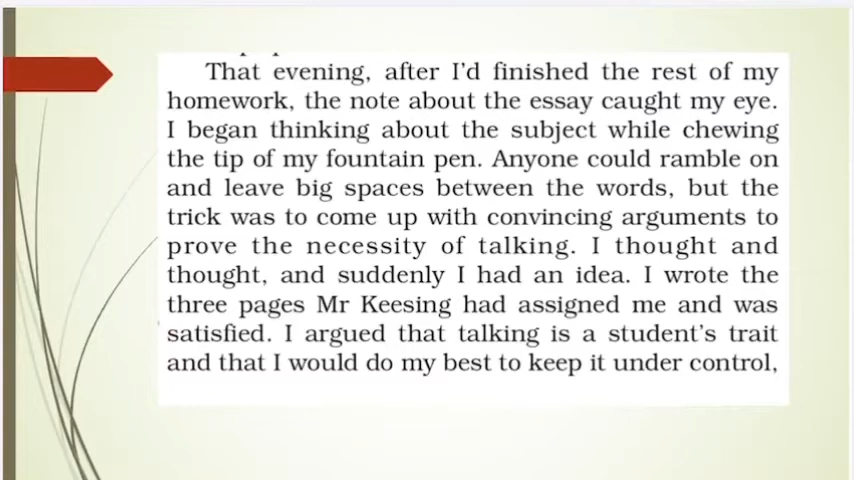 That evening, after I'd finished the rest of my
homework, the note about the essay caught my eye.
I began thinking about the subject while chewing
the tip of my fountain pen. Anyone could ramble on
and leave big spaces between the words, but the
trick was to come up with convincing arguments to
prove the necessity of talking. I thought and
thought, and suddenly I had an idea. I wrote the
three pages Mr Keesing had assigned me and was
satisfied. I argued that talking is a student's trait
and that I would do my best to keep it under control,